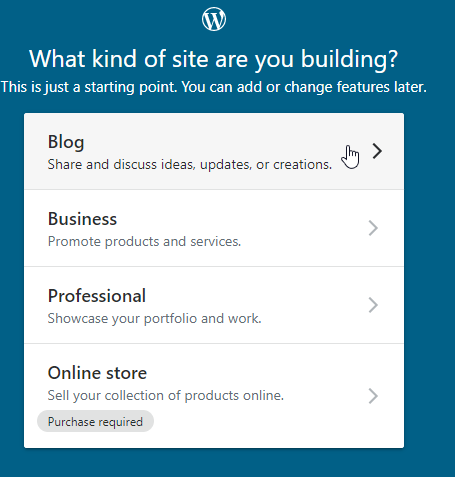 What kind of site are you building?
This is just a starting point. You can add or change features later.
Blog
Share and discuss ideas, updates, or creations.
Business
Promote products and services.
Professional
Showcase your portfolio and work.
Online store
Sell your collection of products online.
Purchase required